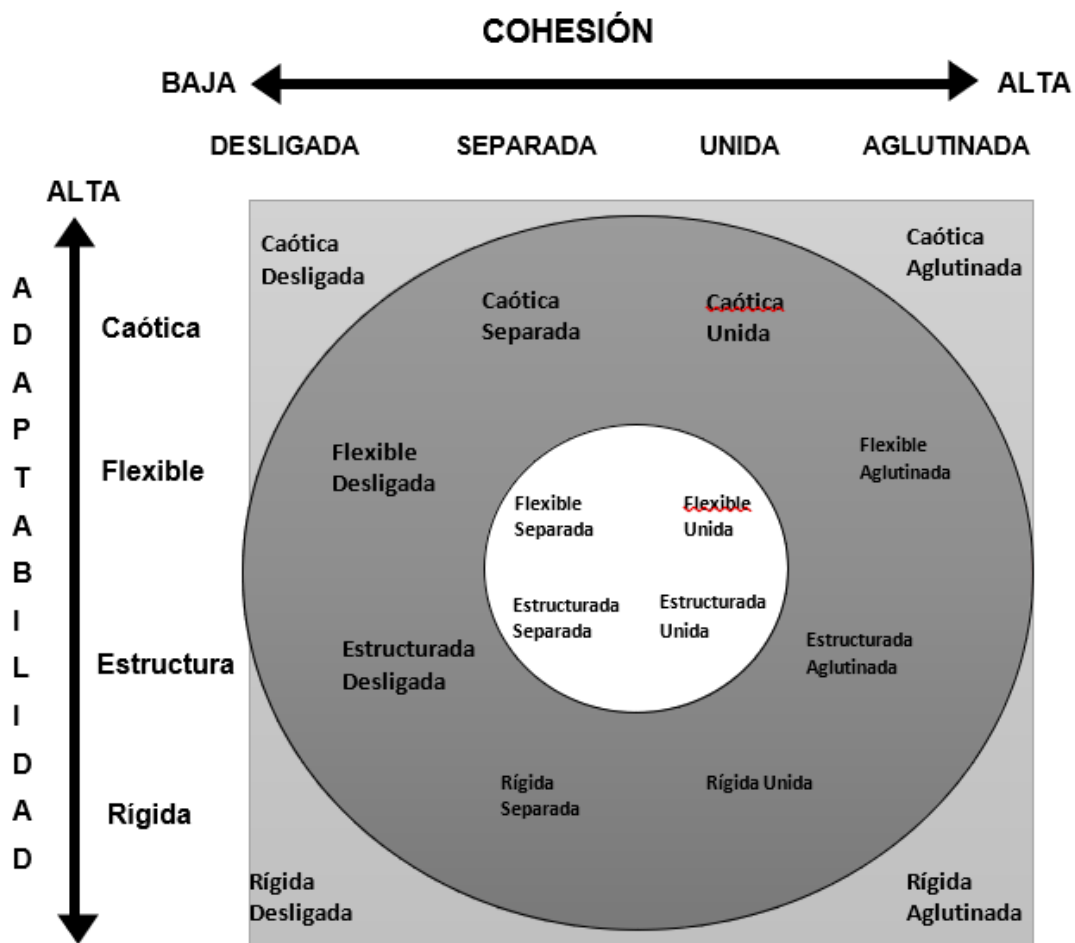 COHESIÓN
BAJA
ALTA
DESLIGADA
SEPARADA
UNIDA
AGLUTINADA
ALTA
ADAPTABILIDAD
Caótica
Flexible
Estructura
Rígida
Caótica
Desligada
Caótica
Separada
Caótica
Unida
Caótica
Aglutinada
Flexible
Desligada
Flexible
Separada
Flexible
Unida
Flexible
Aglutinada
Estructurada
Desligada
Estructurada
Separada
Estructurada
Unida
Estructurada
Aglutinada
Rígida
Separada
Rígida Unida
Rígida
Desligada
Rígida
Aglutinada